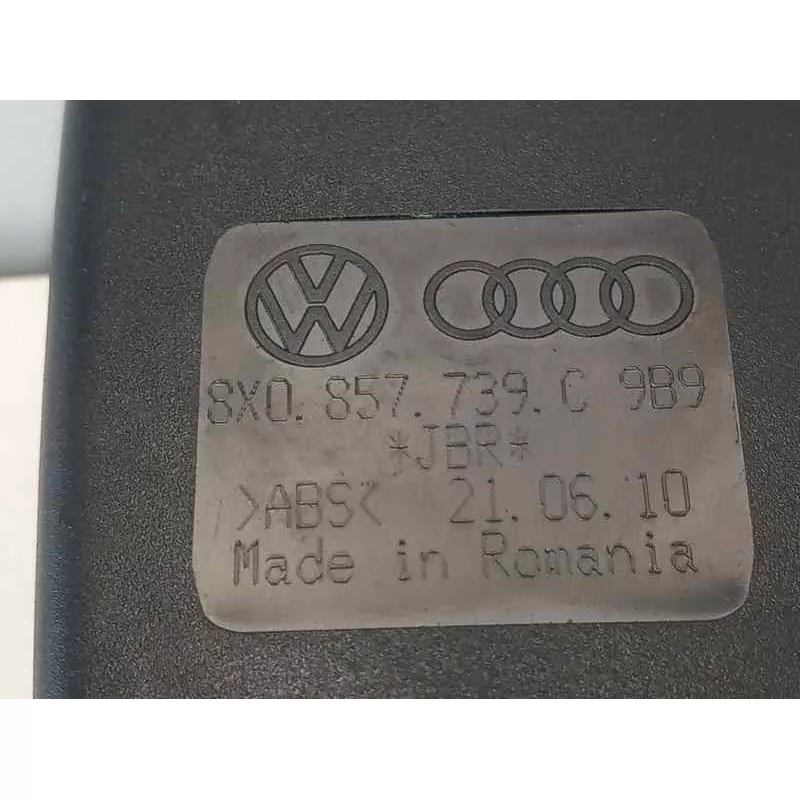 8X0.857.739.C 9B9
*JBR*
>ABS< 21.06.10
Made in Romania